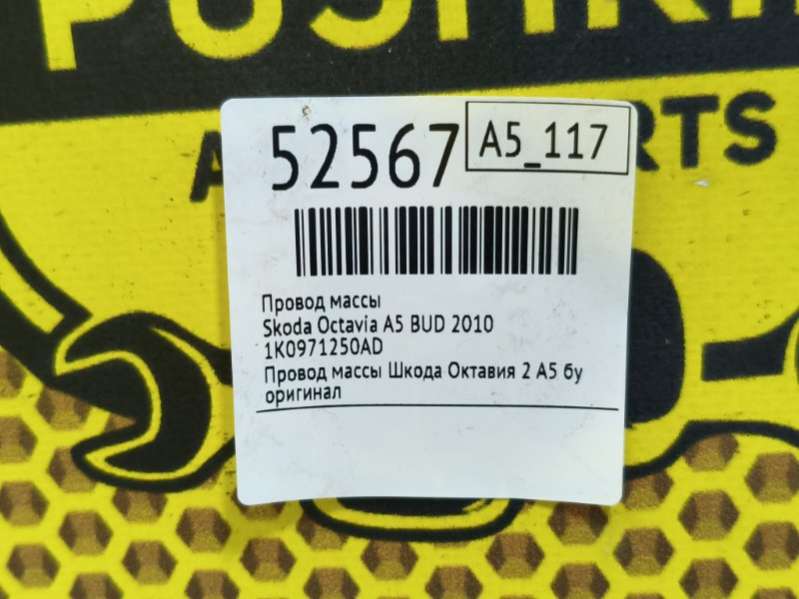 52567
A5_117
Провод массы
Skoda Octavia A5 BUD 2010
1K0971250AD
Провод массы Шкода Октавия 2 А5 бу
оригинал